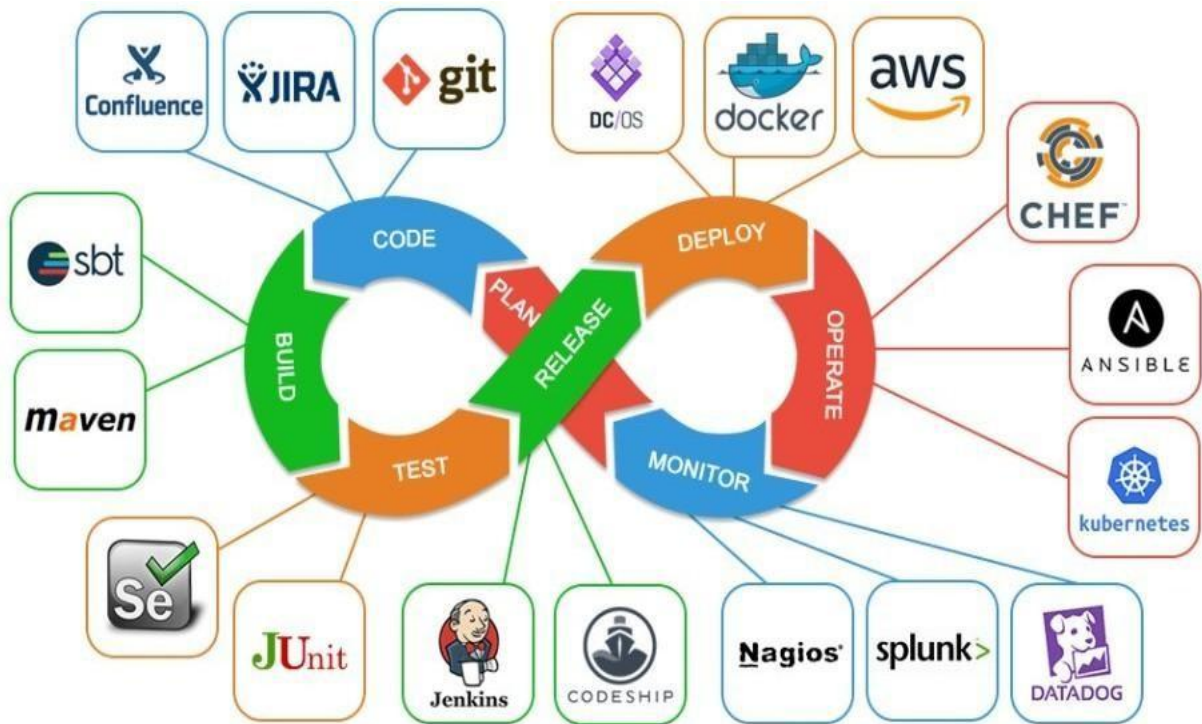 Confluence
JIRA
git
DC/OS
docker
aws
CHEF™
sbt
CODE
DEPLOY
PLAN
RELEASE
BUILD
OPERATE
ANSIBLE
maven
TEST
MONITOR
kubernetes
Se
JUnit
Jenkins
CODESHIP
Nagios®
splunk>
DATADOG